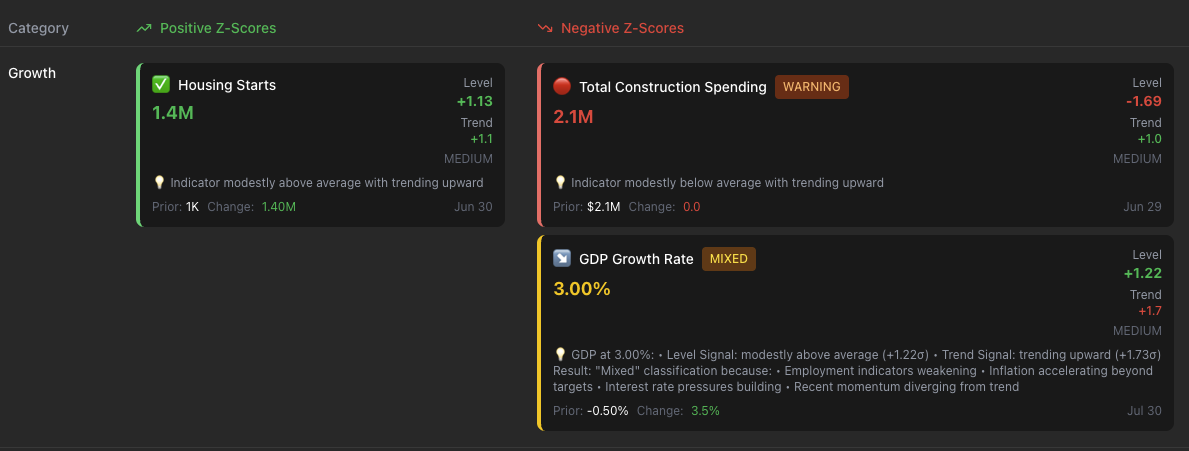 Category
Positive Z-Scores
Negative Z-Scores
Growth
Housing Starts
1.4M
Level
+1.13
Trend
+1.1
MEDIUM
Indicator modestly above average with trending upward
Prior: 1K Change: 1.40M
Jun 30
Total Construction Spending WARNING
2.1M
Level
-1.69
Trend
+1.0
MEDIUM
Indicator modestly below average with trending upward
Prior: $2.1M Change: 0.0
Jun 29
GDP Growth Rate MIXED
3.00%
Level
+1.22
Trend
+1.7
MEDIUM
GDP at 3.00%: • Level Signal: modestly above average (+1.22σ) • Trend Signal: trending upward (+1.73σ)
Result: "Mixed" classification because: • Employment indicators weakening • Inflation accelerating beyond
targets • Interest rate pressures building • Recent momentum diverging from trend
Prior: -0.50% Change: 3.5%
Jul 30